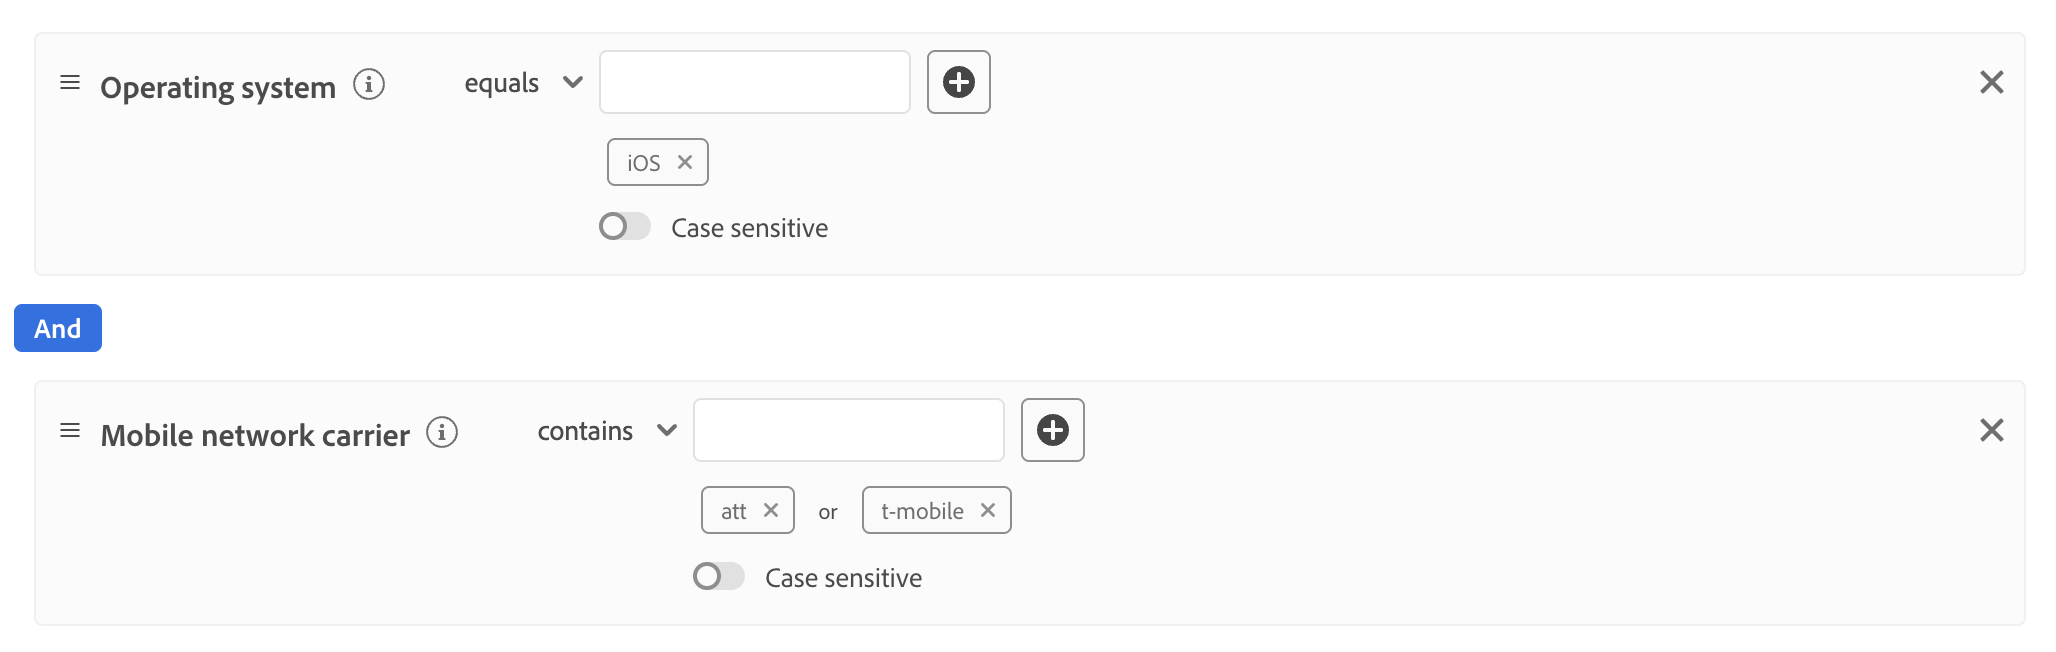 Operating system equals
iOS
Case sensitive
And
Mobile network carrier contains
att or t-mobile
Case sensitive